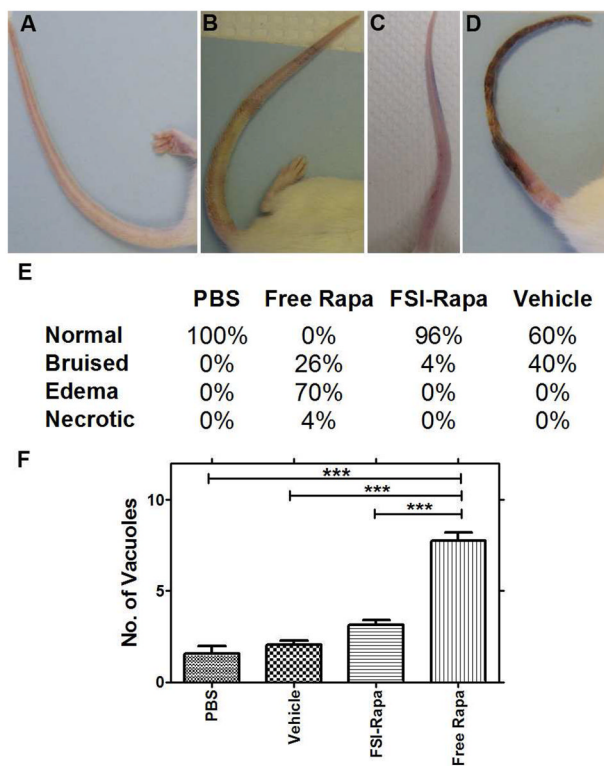 A B C D
E
PBS Free Rapa FSI-Rapa Vehicle
Normal 100% 0% 96% 60%
Bruised 0% 26% 4% 40%
Edema 0% 70% 0% 0%
Necrotic 0% 4% 0% 0%
F
***
***
***
10
5
0
No. of Vacuoles
PBS
Vehicle
FSI-Rapa
Free Rapa